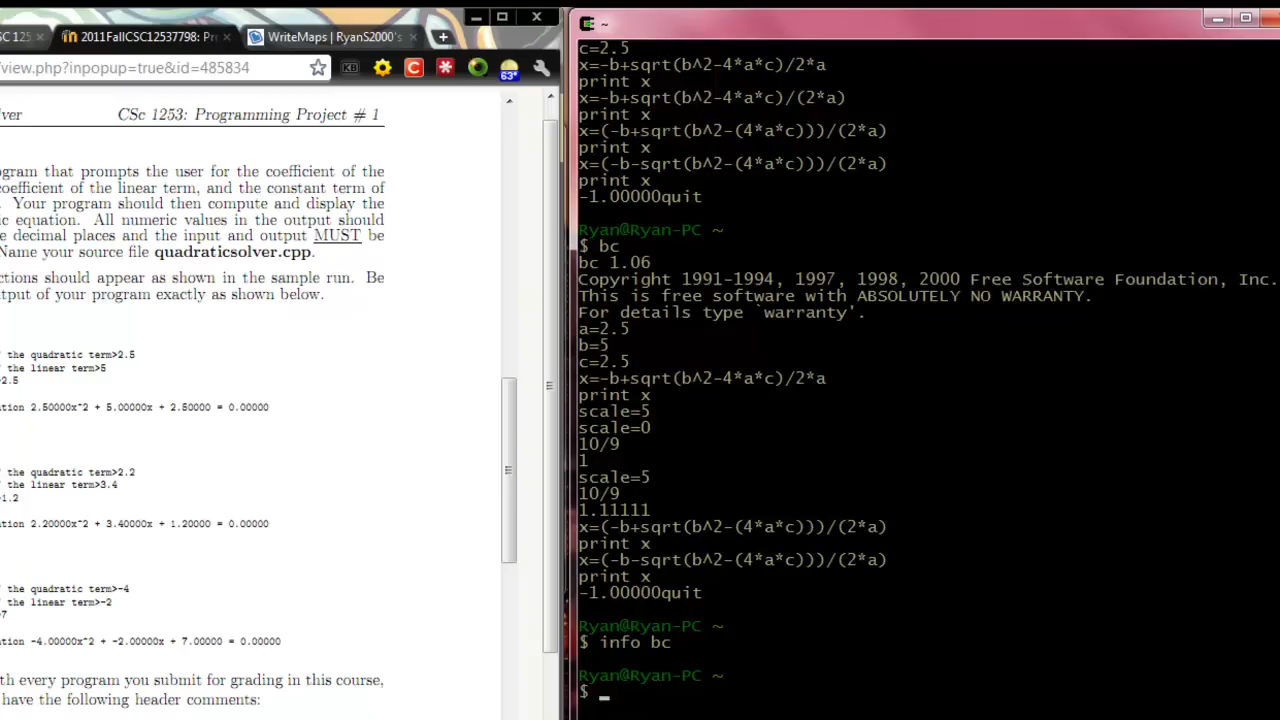 SC 125
2011FallCSC12537798: Pr
WriteMaps | RyanS2000's
/view.php?inpopup=true&id=485834
KB
C
63°
lver
CSc 1253: Programming Project # 1
gram that prompts the user for the coefficient of the
coefficient of the linear term, and the constant term of
. Your program should then compute and display the
ic equation. All numeric values in the output should
e decimal places and the input and output MUST be
Name your source file quadraticsolver.cpp.
ctions should appear as shown in the sample run. Be
utput of your program exactly as shown below.
the quadratic term>2.5
the linear term>5
>2.5
tion 2.50000x^2 + 5.00000x + 2.50000 = 0.00000
the quadratic term>2.2
the linear term>3.4
>1.2
tion 2.20000x^2 + 3.40000x + 1.20000 = 0.00000
the quadratic term>-4
the linear term>-2
>7
tion -4.00000x^2 + -2.00000x + 7.00000 = 0.00000
th every program you submit for grading in this course,
have the following header comments:
~
c=2.5
x=-b+sqrt(b^2-4*a*c)/2*a
print x
x=-b+sqrt(b^2-4*a*c)/(2*a)
print x
x=(-b+sqrt(b^2-(4*a*c)))/(2*a)
print x
x=(-b-sqrt(b^2-(4*a*c)))/(2*a)
print x
-1.00000quit
Ryan@Ryan-PC ~
$ bc
bc 1.06
Copyright 1991-1994, 1997, 1998, 2000 Free Software Foundation, Inc.
This is free software with ABSOLUTELY NO WARRANTY.
For details type `warranty'.
a=2.5
b=5
c=2.5
x=-b+sqrt(b^2-4*a*c)/2*a
print x
scale=5
scale=0
10/9
1
scale=5
10/9
1.11111
x=(-b+sqrt(b^2-(4*a*c)))/(2*a)
print x
x=(-b-sqrt(b^2-(4*a*c)))/(2*a)
print x
-1.00000quit
Ryan@Ryan-PC ~
$ info bc
Ryan@Ryan-PC ~
$